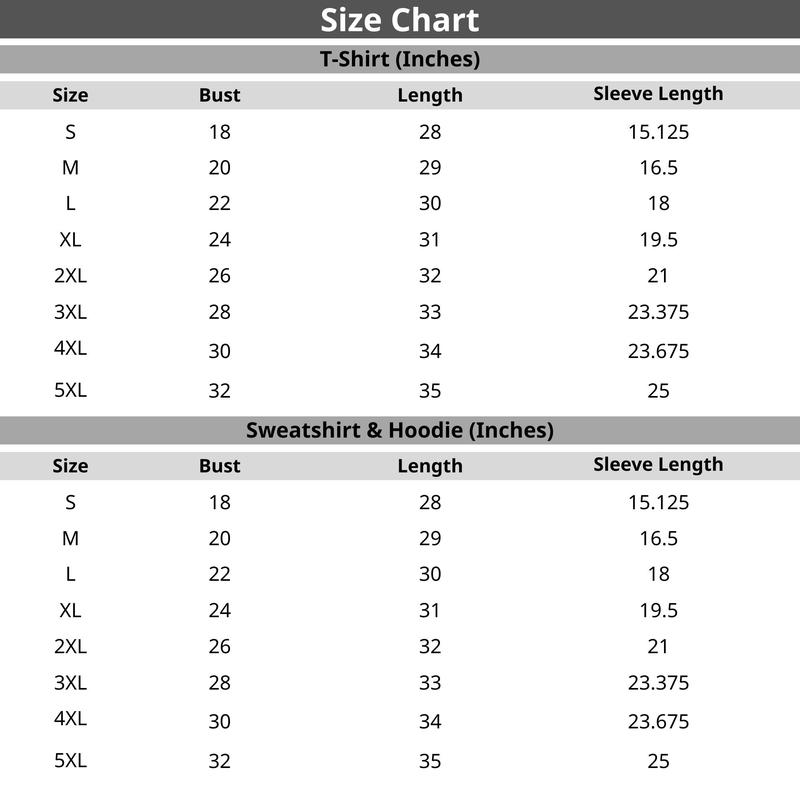 Size Chart
T-Shirt (Inches)
Size Bust Length Sleeve Length
S 18 28 15.125
M 20 29 16.5
L 22 30 18
XL 24 31 19.5
2XL 26 32 21
3XL 28 33 23.375
4XL 30 34 23.675
5XL 32 35 25
Sweatshirt & Hoodie (Inches)
Size Bust Length Sleeve Length
S 18 28 15.125
M 20 29 16.5
L 22 30 18
XL 24 31 19.5
2XL 26 32 21
3XL 28 33 23.375
4XL 30 34 23.675
5XL 32 35 25